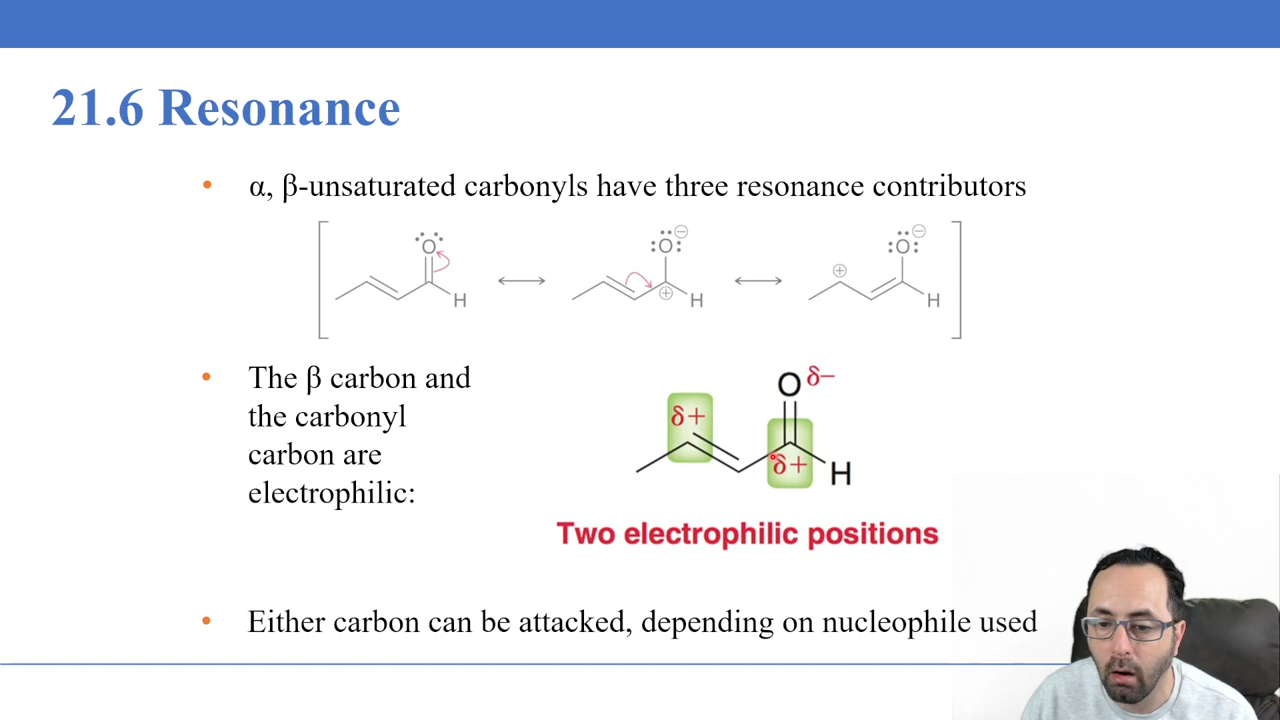 21.6 Resonance
• α, β-unsaturated carbonyls have three resonance contributors
O O ⊖ O ⊖
⊕
H ⊕ H H
• The β carbon and
the carbonyl
carbon are
electrophilic:
O δ−
δ+
δ+ H
Two electrophilic positions
• Either carbon can be attacked, depending on nucleophile used